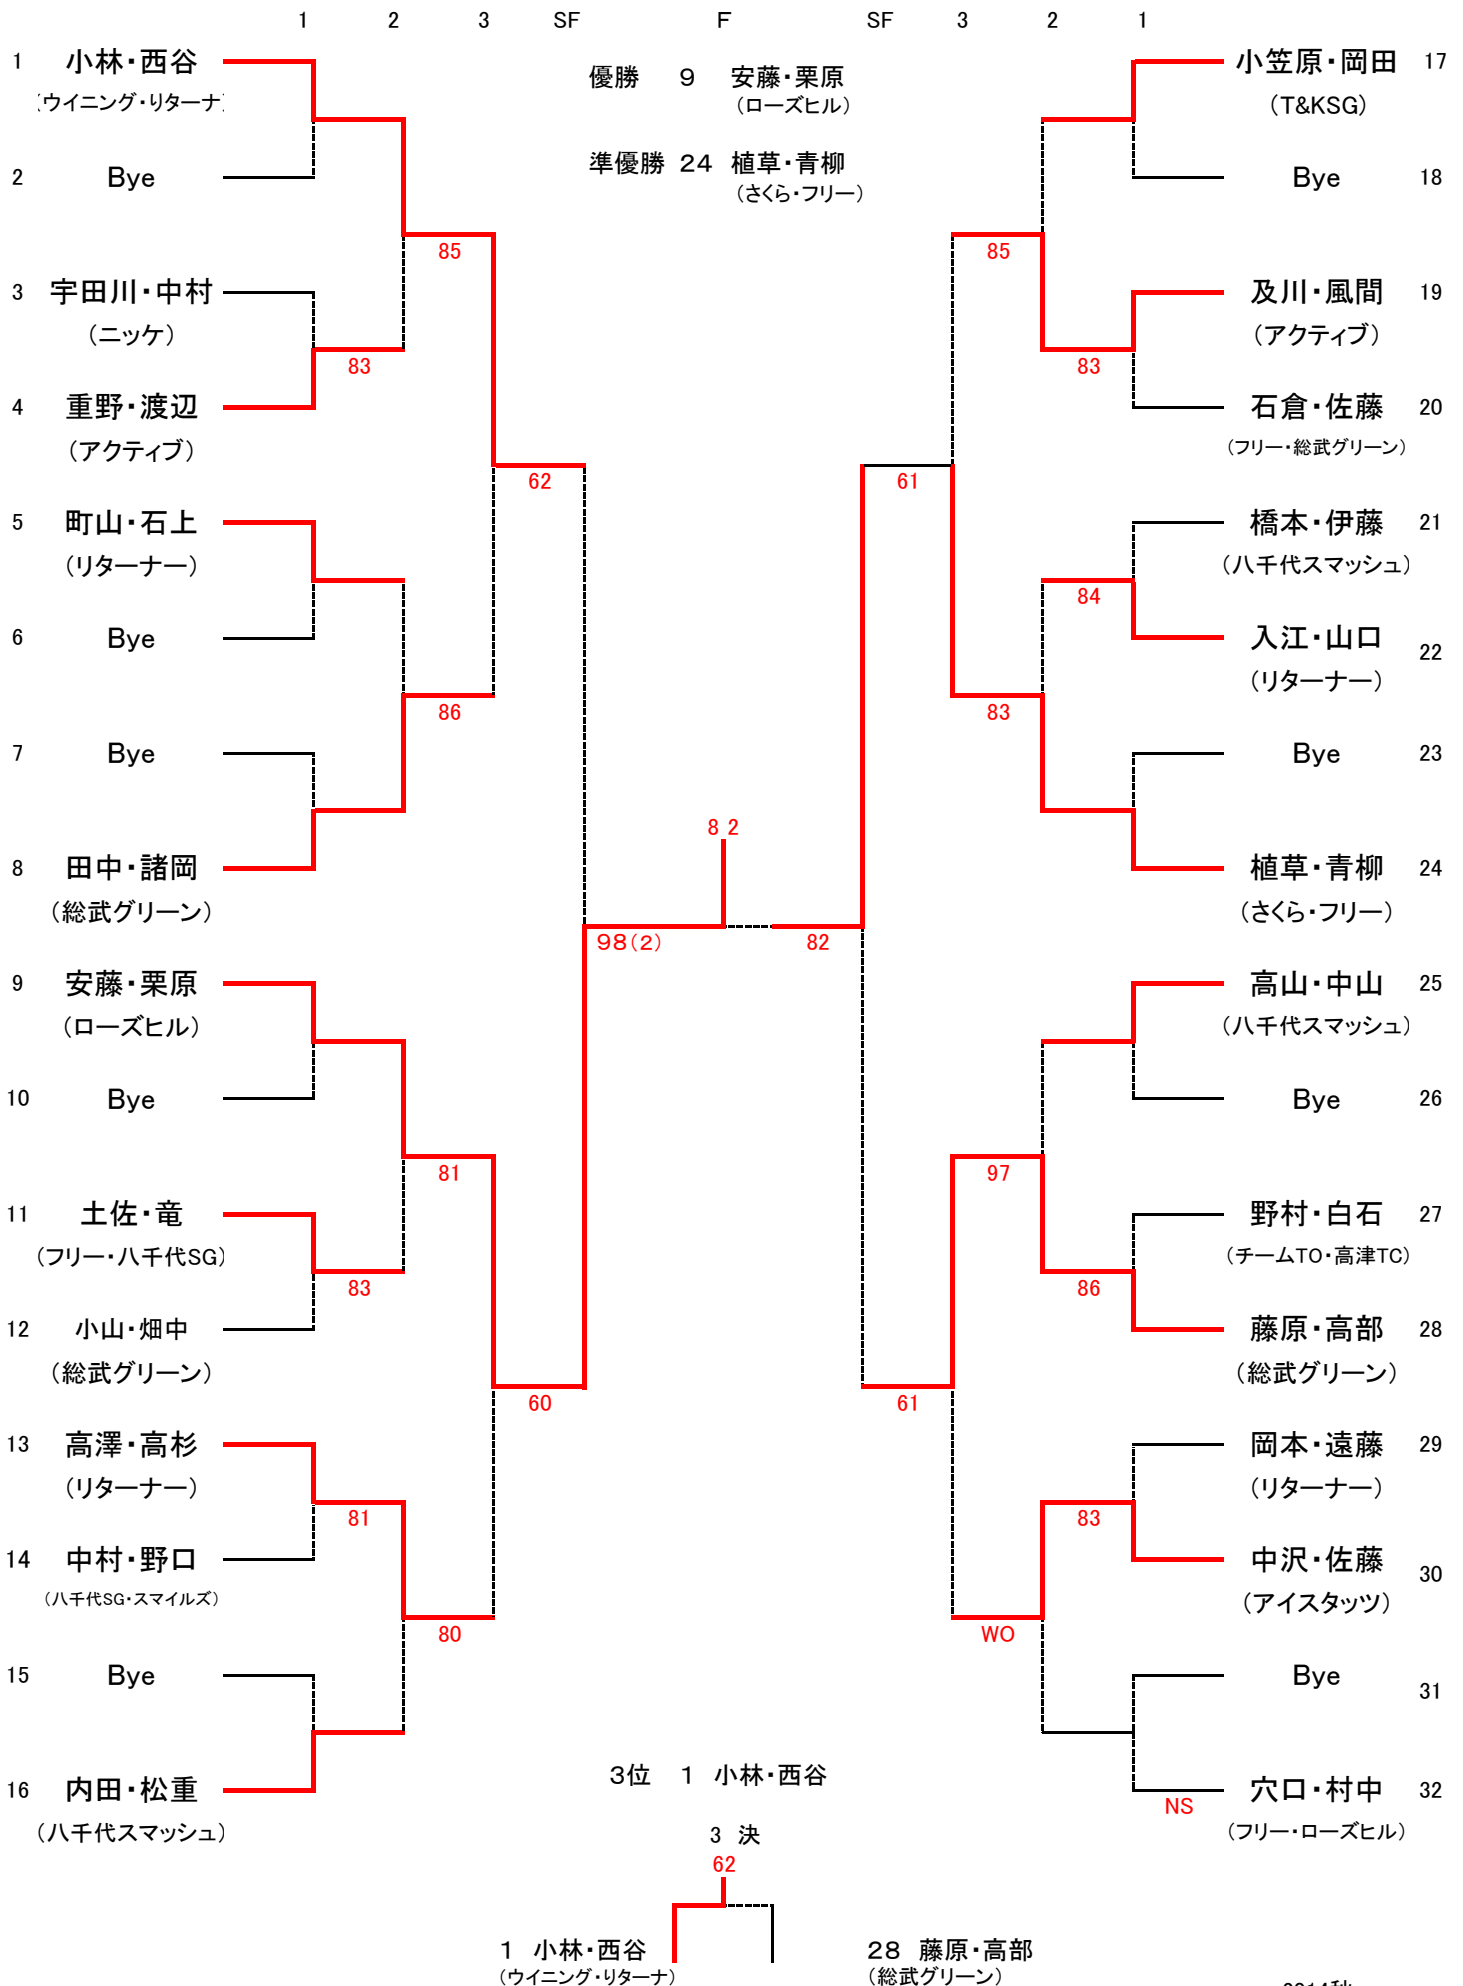 1 2 3 SF F SF 3 2 1
優勝 9 安藤・栗原
(ローズヒル)
準優勝 24 植草・青柳
(さくら・フリー)
1 小林・西谷
(ウイニング・りターナ)
2 Bye
85
3 宇田川・中村
(ニッケ)
83
4 重野・渡辺
(アクティブ)
62
5 町山・石上
(リターナー)
6 Bye
86
7 Bye
8 田中・諸岡
(総武グリーン)
98(2)
9 安藤・栗原
(ローズヒル)
10 Bye
81
11 土佐・竜
(フリー・八千代SG)
83
12 小山・畑中
(総武グリーン)
60
13 高澤・高杉
(リターナー)
81
14 中村・野口
(八千代SG・スマイルズ)
80
15 Bye
16 内田・松重
(八千代スマッシュ)
8 2
小笠原・岡田 17
(T&KSG)
Bye 18
85
及川・風間 19
(アクティブ)
83
石倉・佐藤 20
(フリー・総武グリーン)
61
橋本・伊藤 21
(八千代スマッシュ)
84
入江・山口 22
(リターナー)
83
Bye 23
植草・青柳 24
(さくら・フリー)
82
高山・中山 25
(八千代スマッシュ)
Bye 26
97
野村・白石 27
(チームTO・高津TC)
86
藤原・高部 28
(総武グリーン)
61
岡本・遠藤 29
(リターナー)
83
中沢・佐藤 30
(アイスタッツ)
WO
Bye 31
穴口・村中 32
NS
(フリー・ローズヒル)
3位 1 小林・西谷
3 決
62
1 小林・西谷
(ウイニング・りターナ)
28 藤原・高部
(総武グリーン)